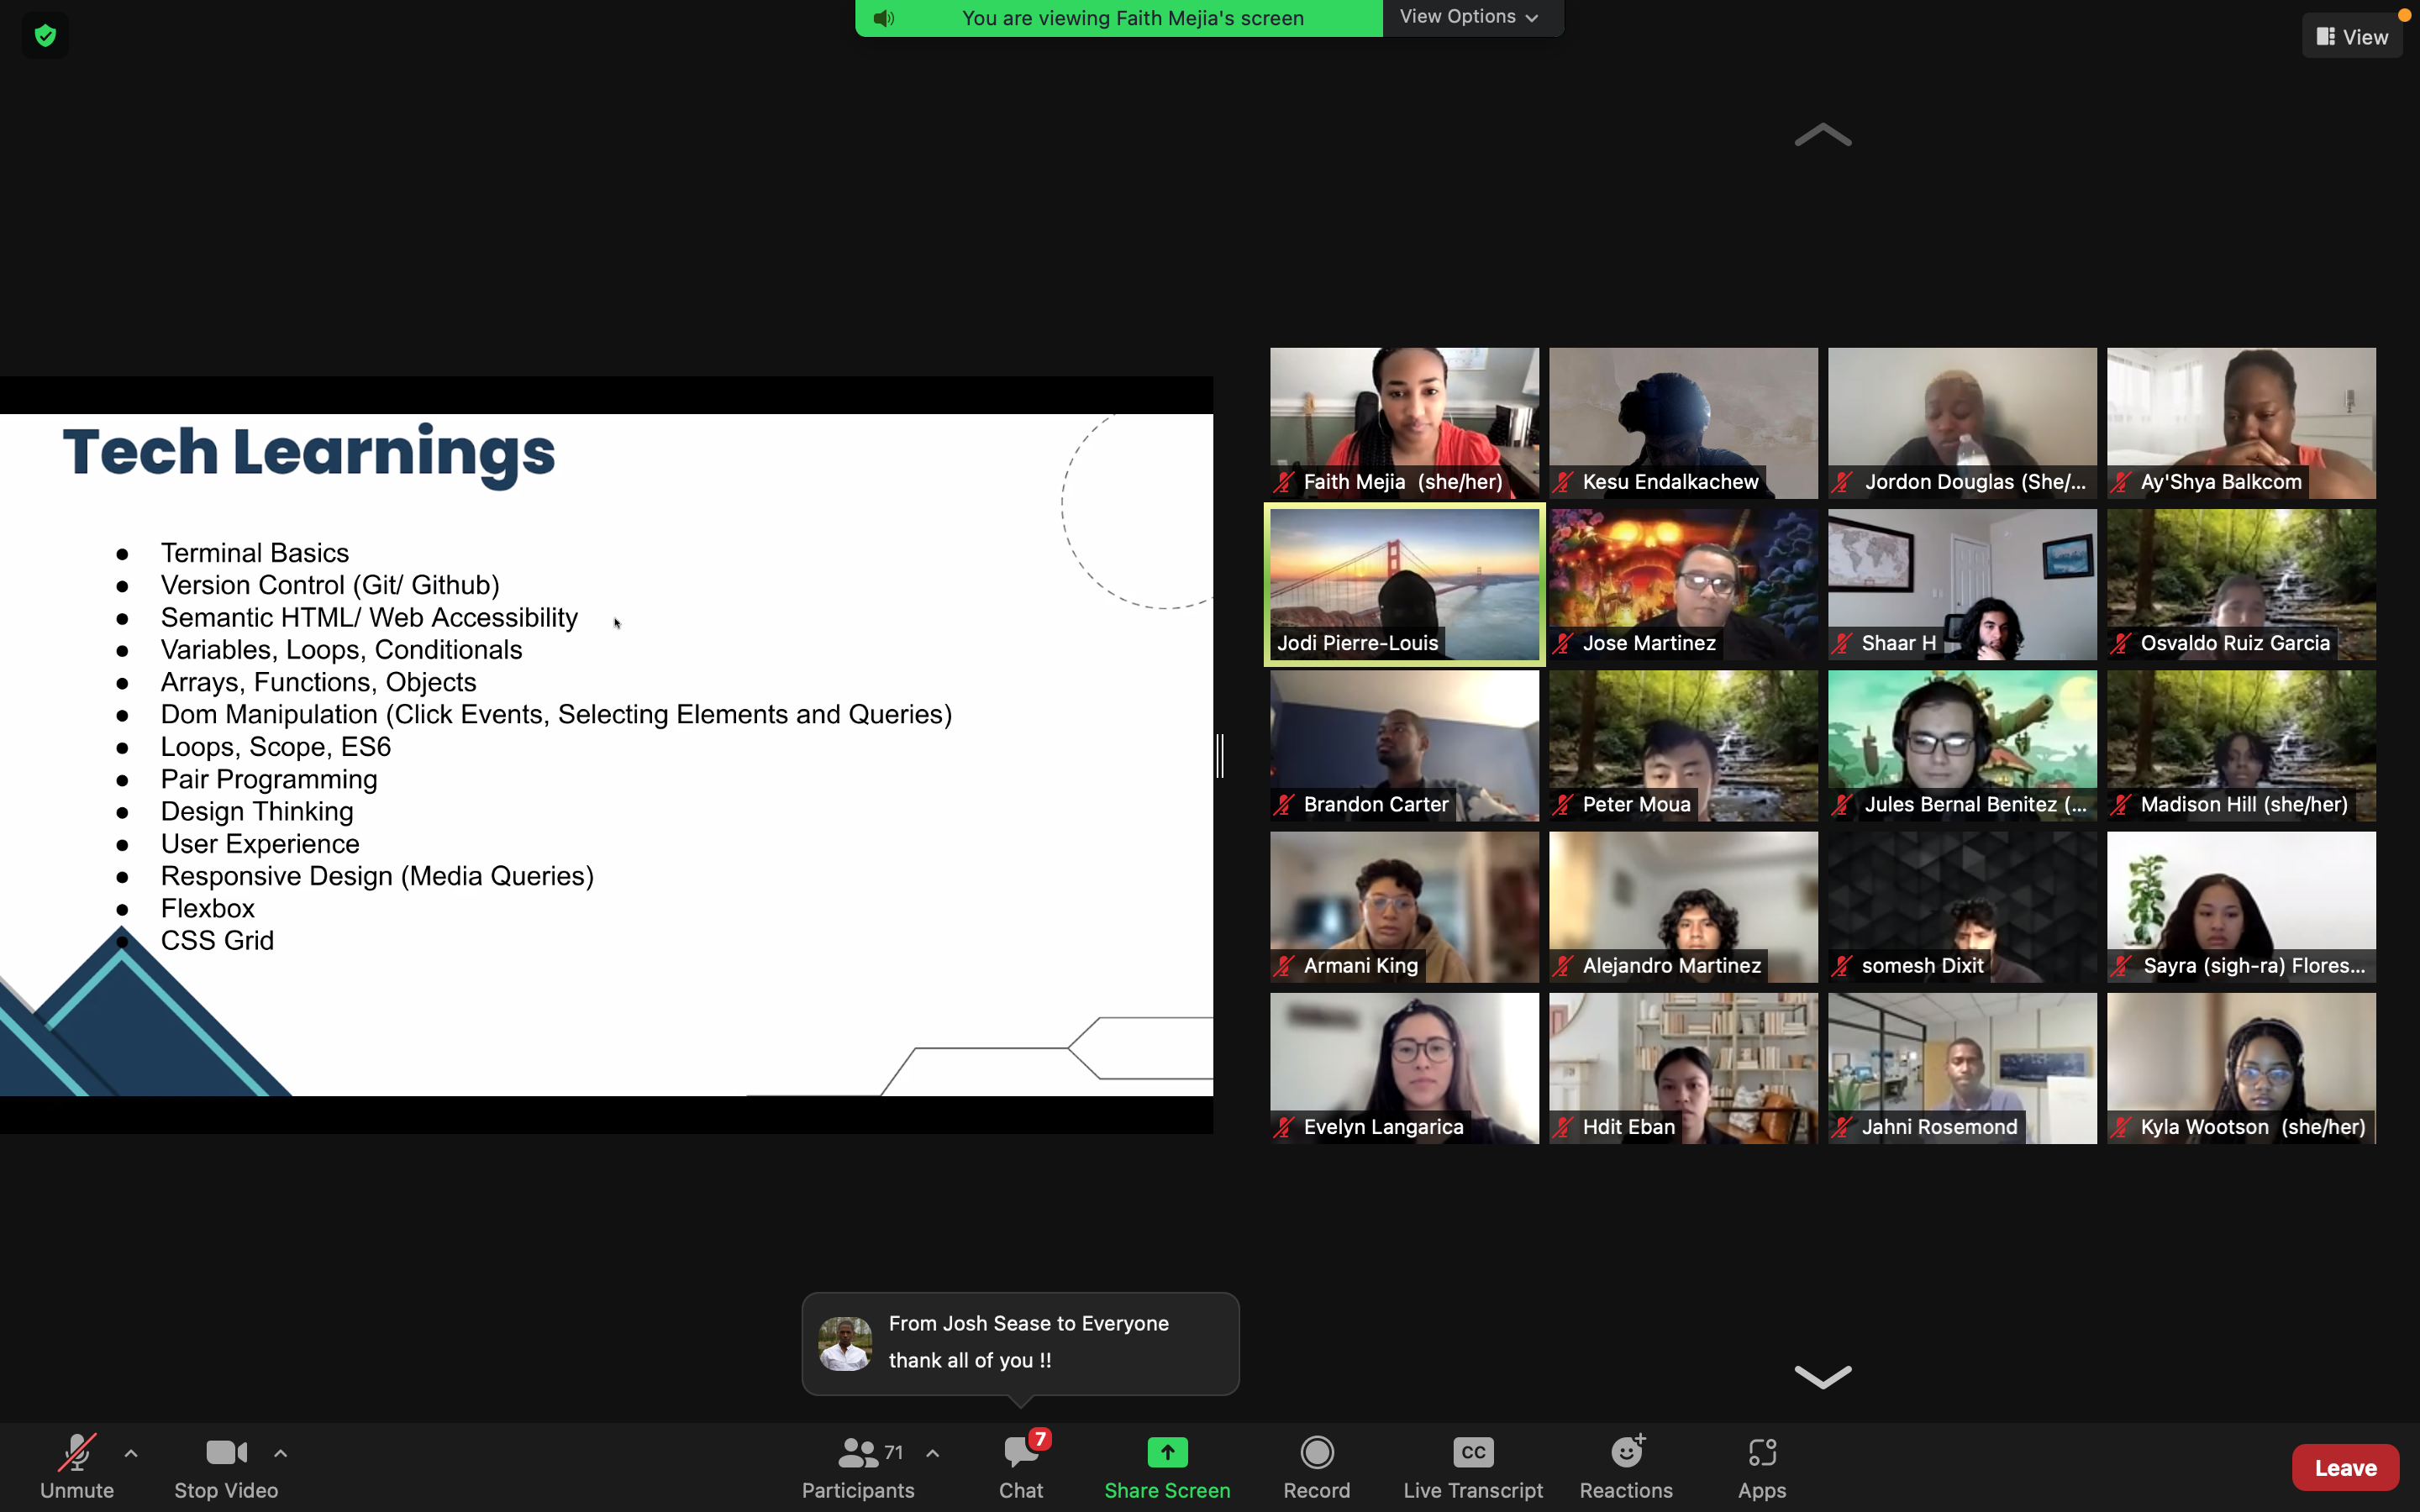 You are viewing Faith Mejia's screen
View Options
View
Tech Learnings
● Terminal Basics
● Version Control (Git/ Github)
● Semantic HTML/ Web Accessibility
● Variables, Loops, Conditionals
● Arrays, Functions, Objects
● Dom Manipulation (Click Events, Selecting Elements and Queries)
● Loops, Scope, ES6
● Pair Programming
● Design Thinking
● User Experience
● Responsive Design (Media Queries)
● Flexbox
● CSS Grid
Faith Mejia (she/her)
Kesu Endalkachew
Jordon Douglas (She/...
Ay'Shya Balkcom
Jodi Pierre-Louis
Jose Martinez
Shaar H
Osvaldo Ruiz Garcia
Brandon Carter
Peter Moua
Jules Bernal Benitez (...
Madison Hill (she/her)
Armani King
Alejandro Martinez
somesh Dixit
Sayra (sigh-ra) Flores...
Evelyn Langarica
Hdit Eban
Jahni Rosemond
Kyla Wootson (she/her)
From Josh Sease to Everyone
thank all of you !!
Unmute
Stop Video
71
Participants
7
Chat
Share Screen
Record
CC
Live Transcript
Reactions
Apps
Leave